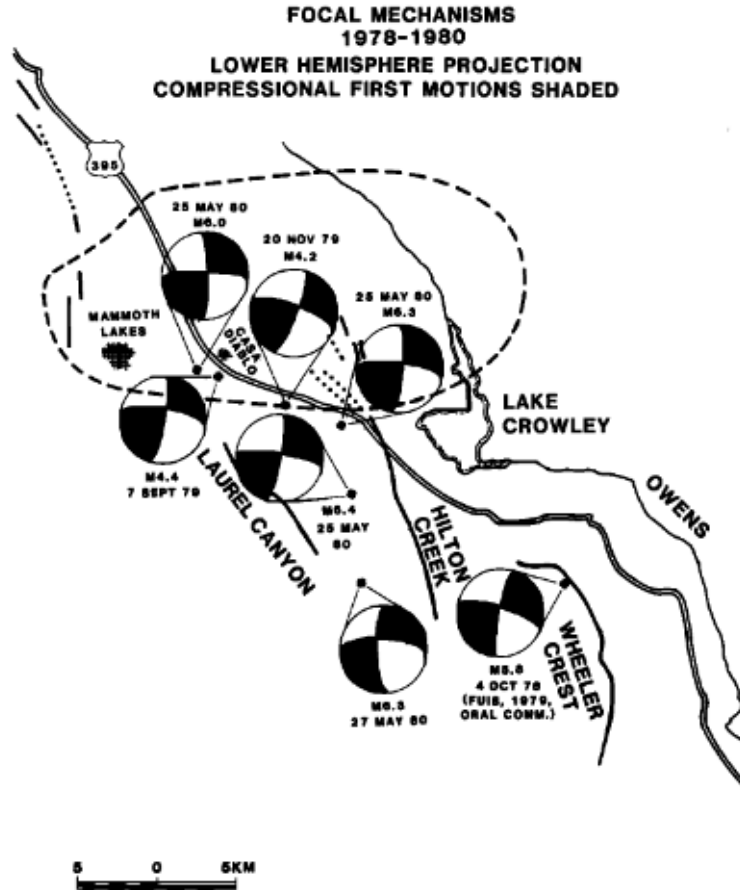 FOCAL MECHANISMS
1978-1980
LOWER HEMISPHERE PROJECTION
COMPRESSIONAL FIRST MOTIONS SHADED
395
25 MAY 80
M6.0
20 NOV 79
M4.2
25 MAY 80
M6.3
MAMMOTH
LAKES
CASA
DIABLO
LAKE
CROWLEY
M4.4
7 SEPT 79
LAUREL CANYON
M6.4
25 MAY
80
HILTON
CREEK
OWENS
WHEELER
CREST
M5.8
4 OCT 78
(FUIS, 1979,
ORAL COMM.)
M6.3
27 MAY 80
5 0 5KM